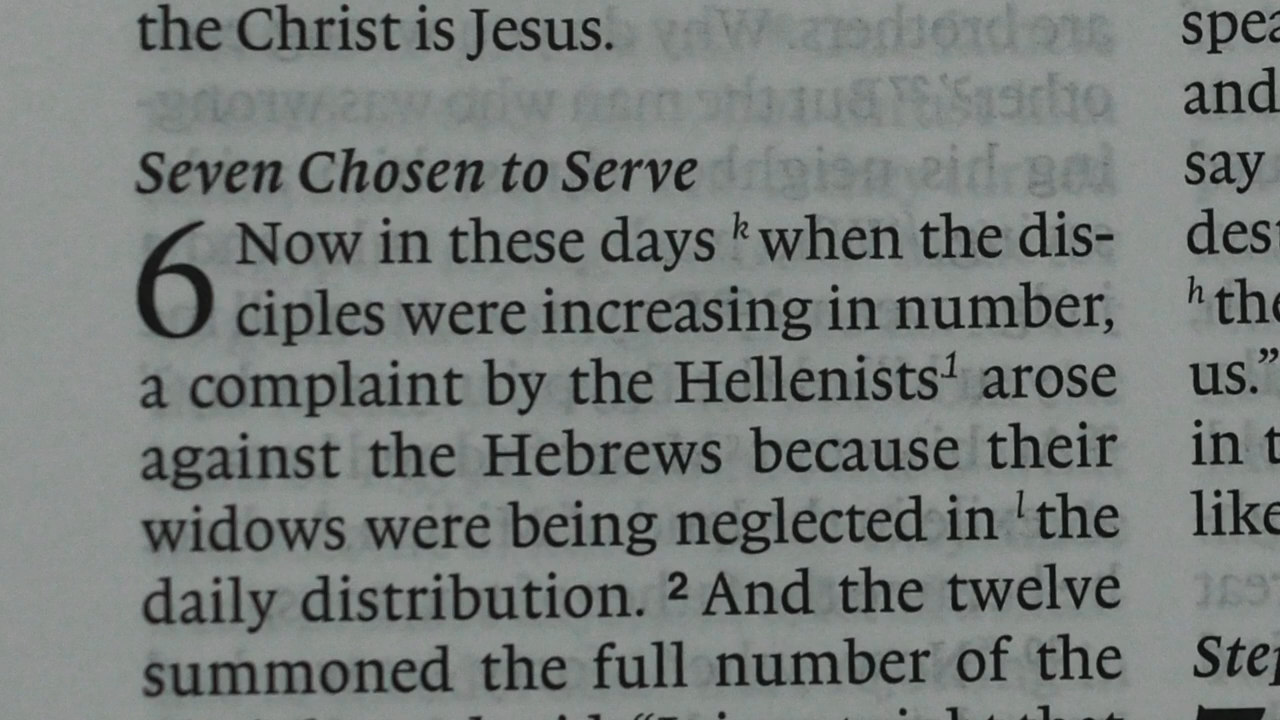 the Christ is Jesus.
Seven Chosen to Serve
6 Now in these days k when the dis-
ciples were increasing in number,
a complaint by the Hellenists1 arose
against the Hebrews because their
widows were being neglected in l the
daily distribution. 2 And the twelve
summoned the full number of the
and
say
h
us.”
in
like